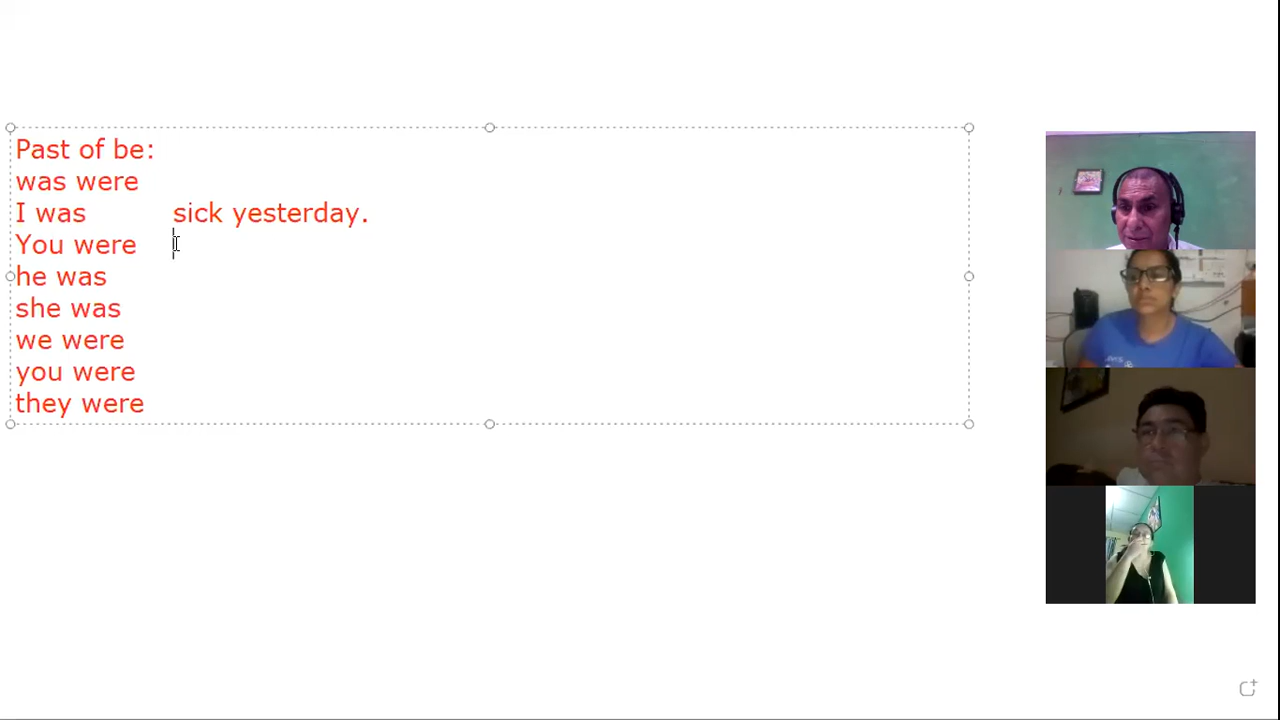 Past of be:
was were
I was sick yesterday.
You were
he was
she was
we were
you were
they were